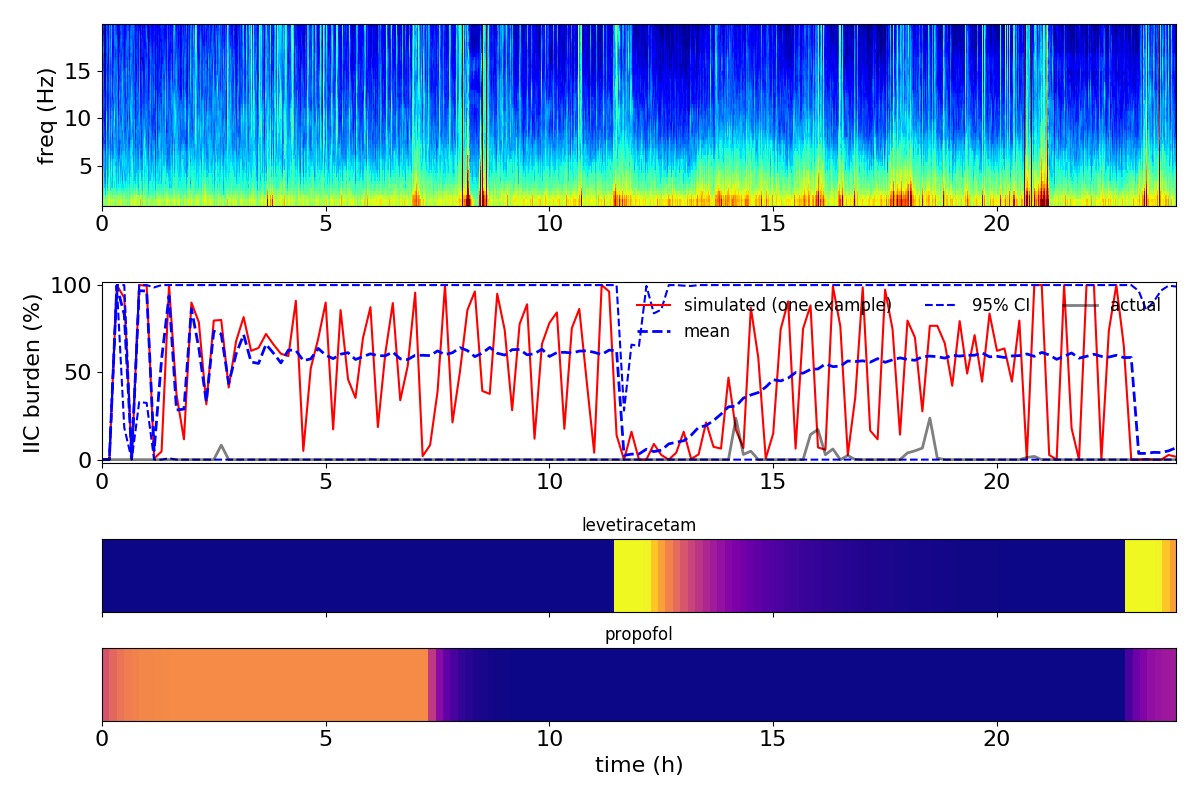 freq (Hz)
15
10
5
0 5 10 15 20
IIC burden (%)
100
50
0
simulated (one example)
mean
95% CI
actual
0 5 10 15 20
levetiracetam
propofol
0 5 10 15 20
time (h)